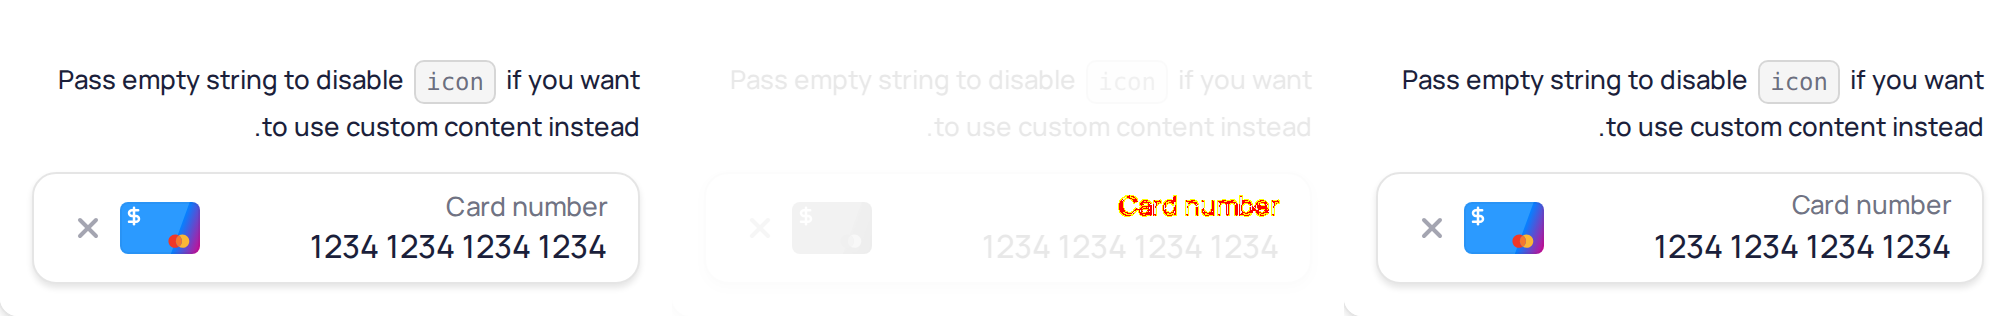 Pass empty string to disable icon if you want
.to use custom content instead
$
Card number
1234 1234 1234 1234
Pass empty string to disable icon if you want
.to use custom content instead
$
Card number
1234 1234 1234 1234
Pass empty string to disable icon if you want
.to use custom content instead
$
Card number
1234 1234 1234 1234